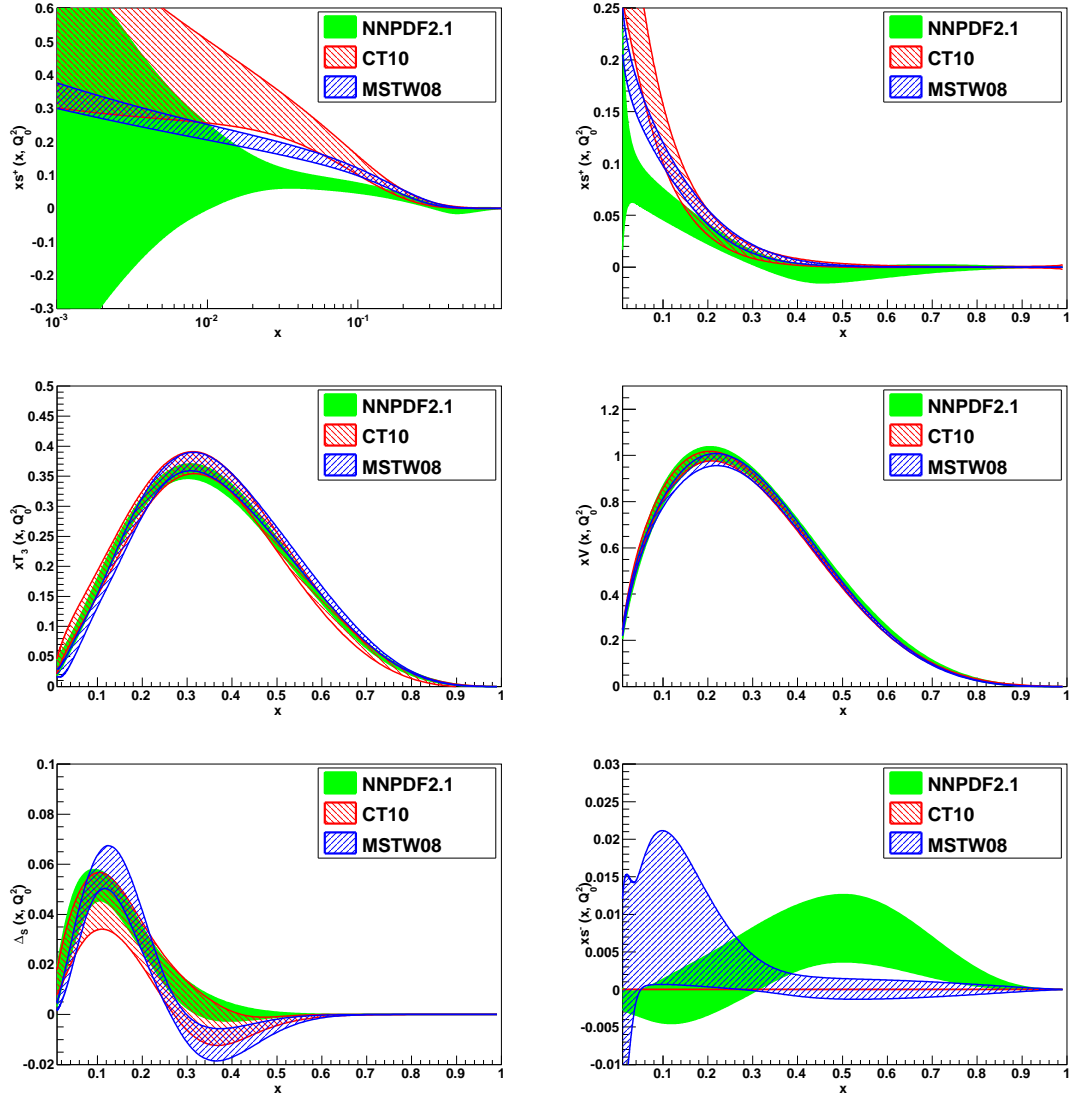 xs⁺ (x, Q₀²)
0.6
0.5
0.4
0.3
0.2
0.1
0
-0.1
-0.2
-0.3
NNPDF2.1
CT10
MSTW08
10⁻³ 10⁻² 10⁻¹
x
xs⁺ (x, Q₀²)
0.25
0.2
0.15
0.1
0.05
0
NNPDF2.1
CT10
MSTW08
0.1 0.2 0.3 0.4 0.5 0.6 0.7 0.8 0.9 1
x
xT₃ (x, Q₀²)
0.5
0.45
0.4
0.35
0.3
0.25
0.2
0.15
0.1
0.05
0
NNPDF2.1
CT10
MSTW08
0.1 0.2 0.3 0.4 0.5 0.6 0.7 0.8 0.9 1
x
xV (x, Q₀²)
1.2
1
0.8
0.6
0.4
0.2
0
NNPDF2.1
CT10
MSTW08
0.1 0.2 0.3 0.4 0.5 0.6 0.7 0.8 0.9 1
x
Δₛ (x, Q₀²)
0.1
0.08
0.06
0.04
0.02
0
-0.02
NNPDF2.1
CT10
MSTW08
0.1 0.2 0.3 0.4 0.5 0.6 0.7 0.8 0.9 1
x
xs⁻ (x, Q₀²)
0.03
0.025
0.02
0.015
0.01
0.005
0
-0.005
-0.01
NNPDF2.1
CT10
MSTW08
0.1 0.2 0.3 0.4 0.5 0.6 0.7 0.8 0.9 1
x